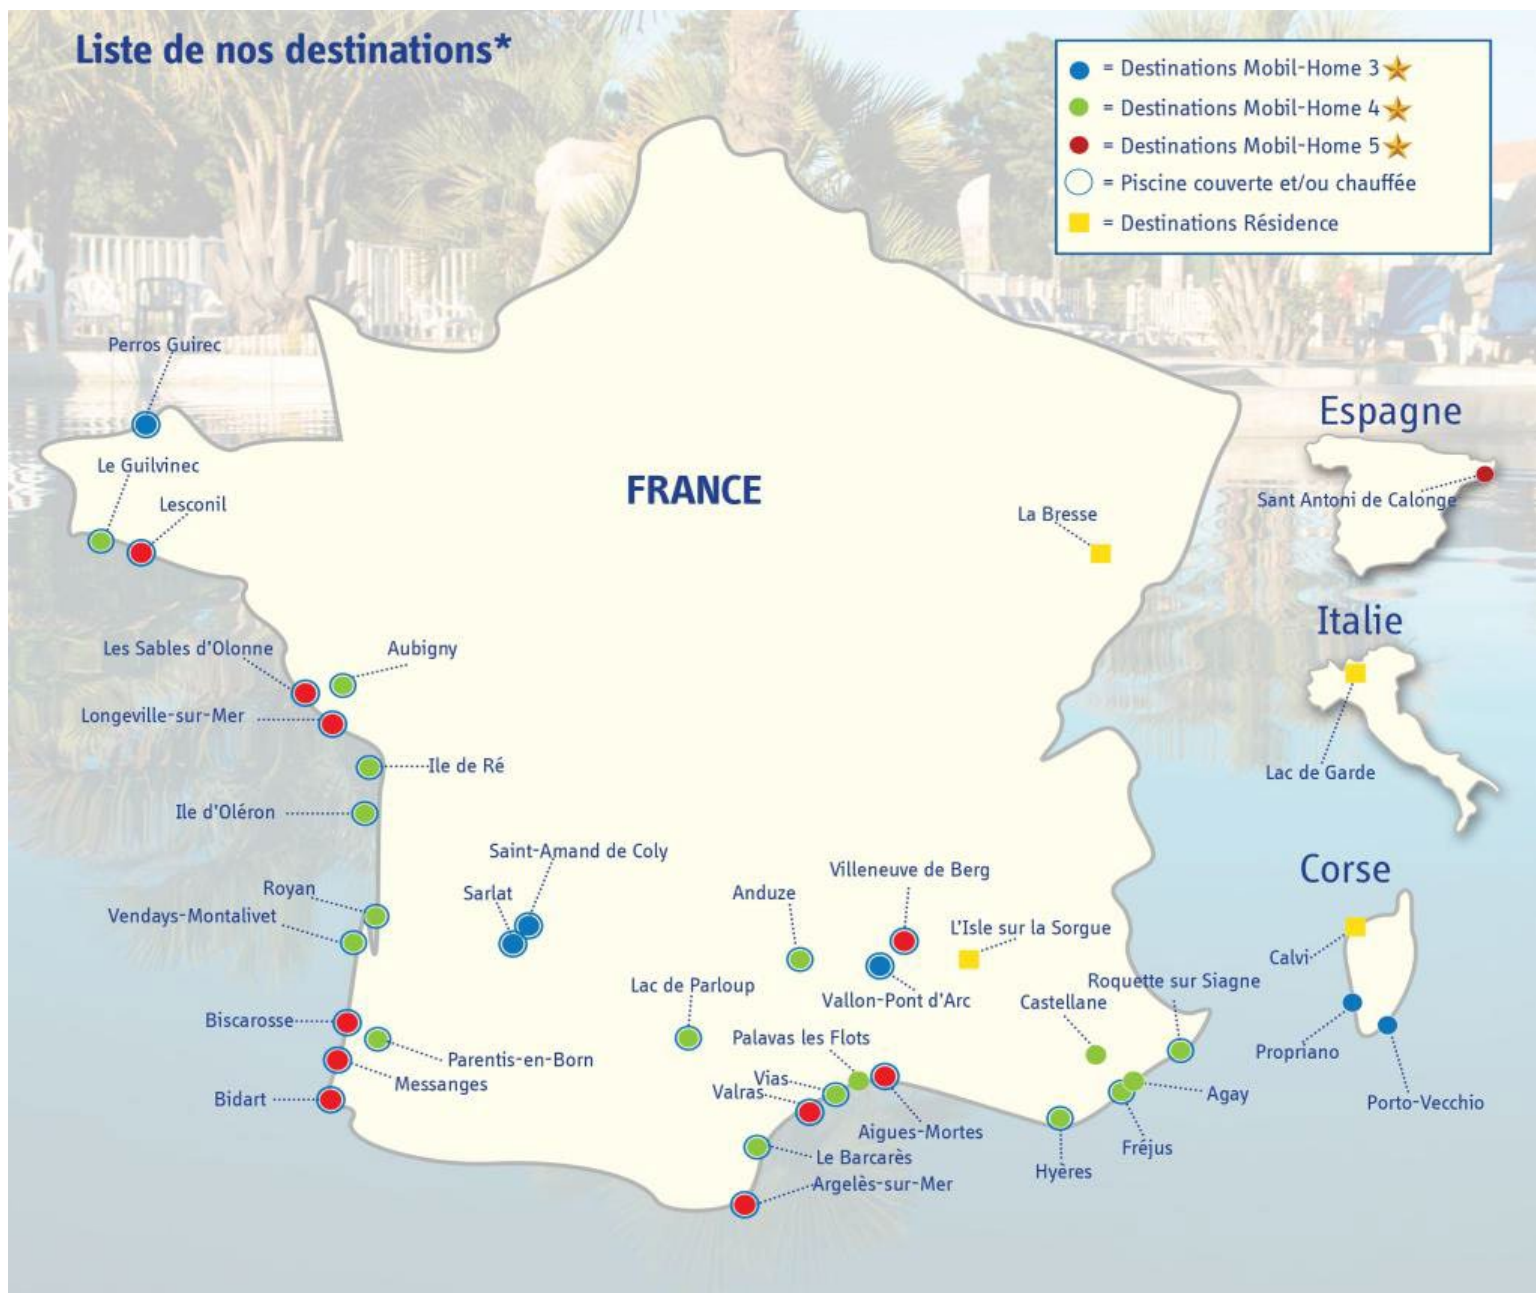 Liste de nos destinations*
= Destinations Mobil-Home 3
= Destinations Mobil-Home 4
= Destinations Mobil-Home 5
= Piscine couverte et/ou chauffée
= Destinations Résidence
Perros Guirec
Le Guilvinec
Lesconil
FRANCE
La Bresse
Espagne
Sant Antoni de Calonge
Italie
Lac de Garde
Les Sables d'Olonne
Aubigny
Longeville-sur-Mer
Ile de Ré
Ile d'Oléron
Saint-Amand de Coly
Sarlat
Royan
Vendays-Montalivet
Anduze
Villeneuve de Berg
L'Isle sur la Sorgue
Corse
Calvi
Propriano
Porto-Vecchio
Lac de Parloup
Vallon-Pont d'Arc
Castellane
Roquette sur Siagne
Biscarosse
Parentis-en-Born
Messanges
Bidart
Palavas les Flots
Vias
Valras
Aigues-Mortes
Le Barcarès
Argelès-sur-Mer
Agay
Fréjus
Hyères